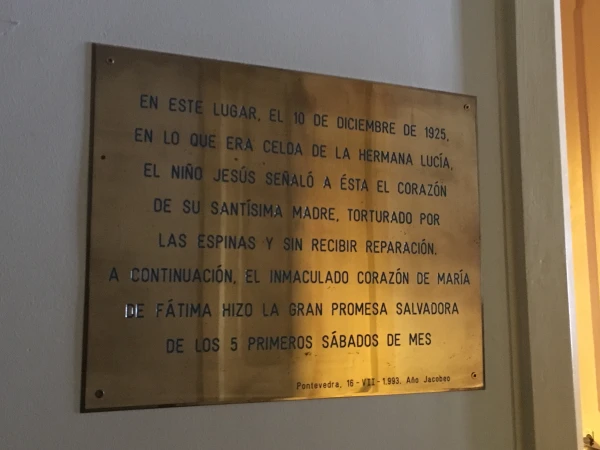 EN ESTE LUGAR, EL 10 DE DICIEMBRE DE 1925,
EN LO QUE ERA CELDA DE LA HERMANA LUCÍA,
EL NIÑO JESÚS SEÑALÓ A ÉSTA EL CORAZÓN
DE SU SANTÍSIMA MADRE, TORTURADO POR
LAS ESPINAS Y SIN RECIBIR REPARACIÓN.
A CONTINUACIÓN, EL INMACULADO CORAZÓN DE MARÍA
DE FÁTIMA HIZO LA GRAN PROMESA SALVADORA
DE LOS 5 PRIMEROS SÁBADOS DE MES
Pontevedra, 16 - VII - 1.993. Año Jacobeo